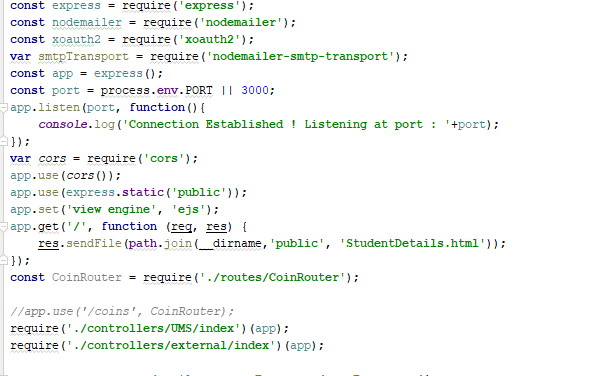 const express = require('express');
const nodemailer = require('nodemailer');
const xoauth2 = require('xoauth2');
var smtpTransport = require('nodemailer-smtp-transport');
const app = express();
const port = process.env.PORT || 3000;
app.listen(port, function(){
    console.log('Connection Established ! Listening at port : '+port);
});
var cors = require('cors');
app.use(cors());
app.use(express.static('public'));
app.set('view engine', 'ejs');
app.get('/', function (req, res) {
    res.sendFile(path.join(__dirname,'public', 'StudentDetails.html'));
});
const CoinRouter = require('./routes/CoinRouter');

//app.use('/coins', CoinRouter);
require('./controllers/UMS/index')(app);
require('./controllers/external/index')(app);